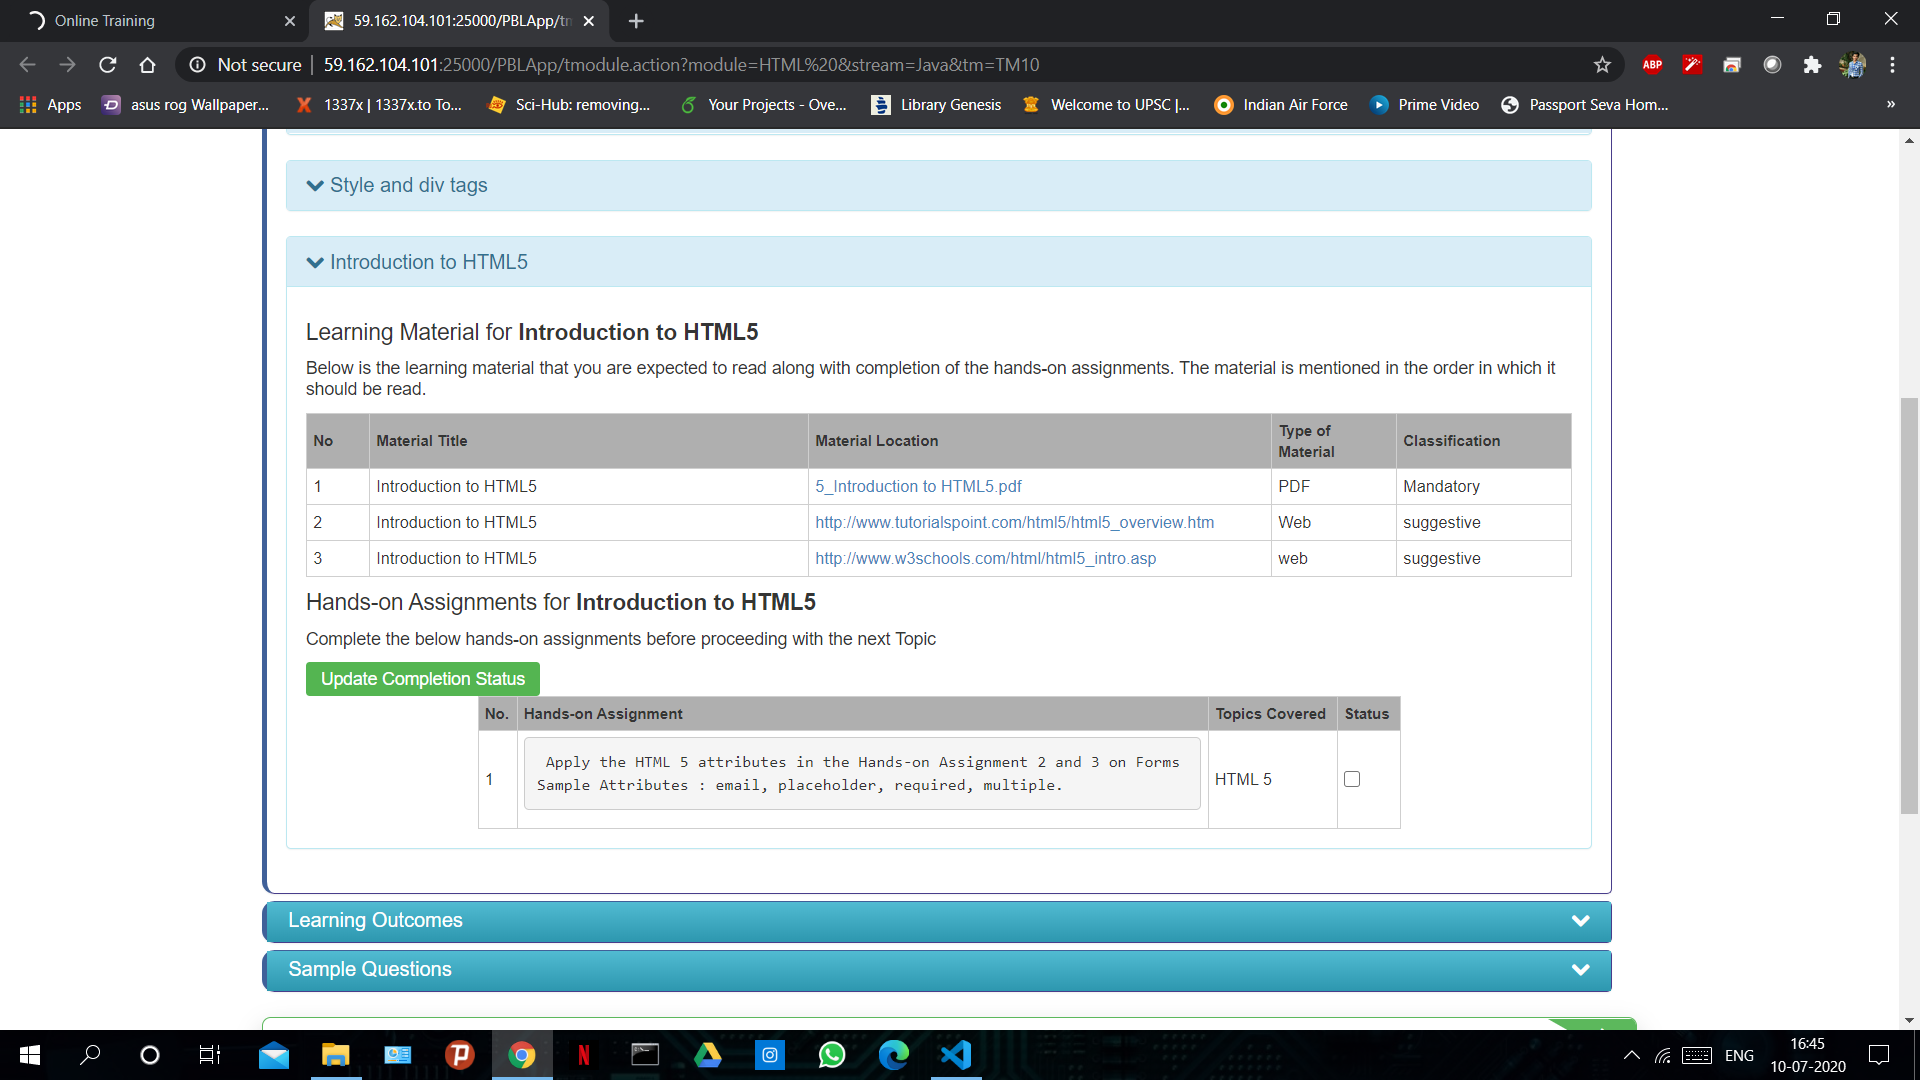 Online Training
59.162.104.101:25000/PBLApp/tm
Not secure
59.162.104.101:25000/PBLApp/tmodule.action?module=HTML%20&stream=Java&tm=TM10
ABP
Apps
asus rog Wallpaper...
1337x | 1337x.to To...
Sci-Hub: removing...
Your Projects - Ove...
Library Genesis
Welcome to UPSC |...
Indian Air Force
Prime Video
Passport Seva Hom...
»
Style and div tags
Introduction to HTML5
Learning Material for Introduction to HTML5
Below is the learning material that you are expected to read along with completion of the hands-on assignments. The material is mentioned in the order in which it
should be read.
No Material Title Material Location Type of Material Classification
1 Introduction to HTML5 5_Introduction to HTML5.pdf PDF Mandatory
2 Introduction to HTML5 http://www.tutorialspoint.com/html5/html5_overview.htm Web suggestive
3 Introduction to HTML5 http://www.w3schools.com/html/html5_intro.asp web suggestive
Hands-on Assignments for Introduction to HTML5
Complete the below hands-on assignments before proceeding with the next Topic
Update Completion Status
No. Hands-on Assignment Topics Covered Status
Apply the HTML 5 attributes in the Hands-on Assignment 2 and 3 on Forms
1 Sample Attributes : email, placeholder, required, multiple. HTML 5
Learning Outcomes
Sample Questions
ENG
16:45
10-07-2020